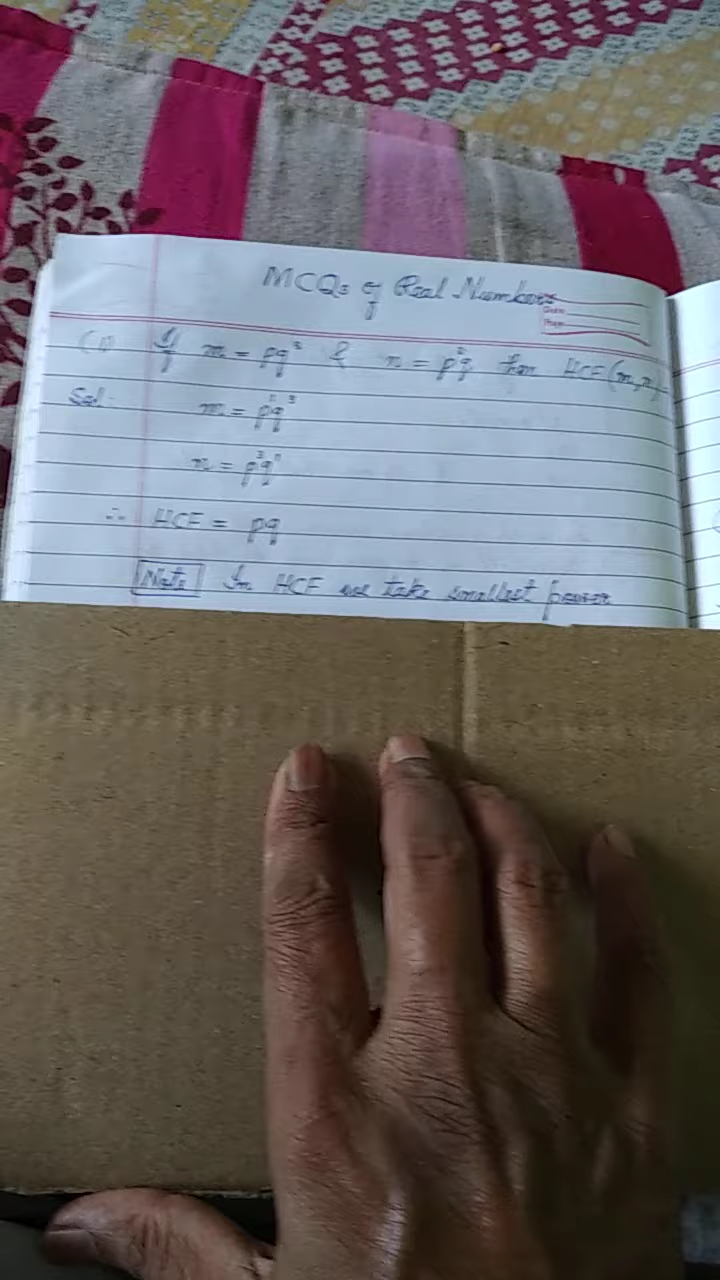 MCQs of Real Numbers
(1) If m = pq³ & n = p³q then HCF(m,n)
Sol- m = p¹q³
n = p³q¹
∴ HCF = pq
Note In HCF we take smallest power